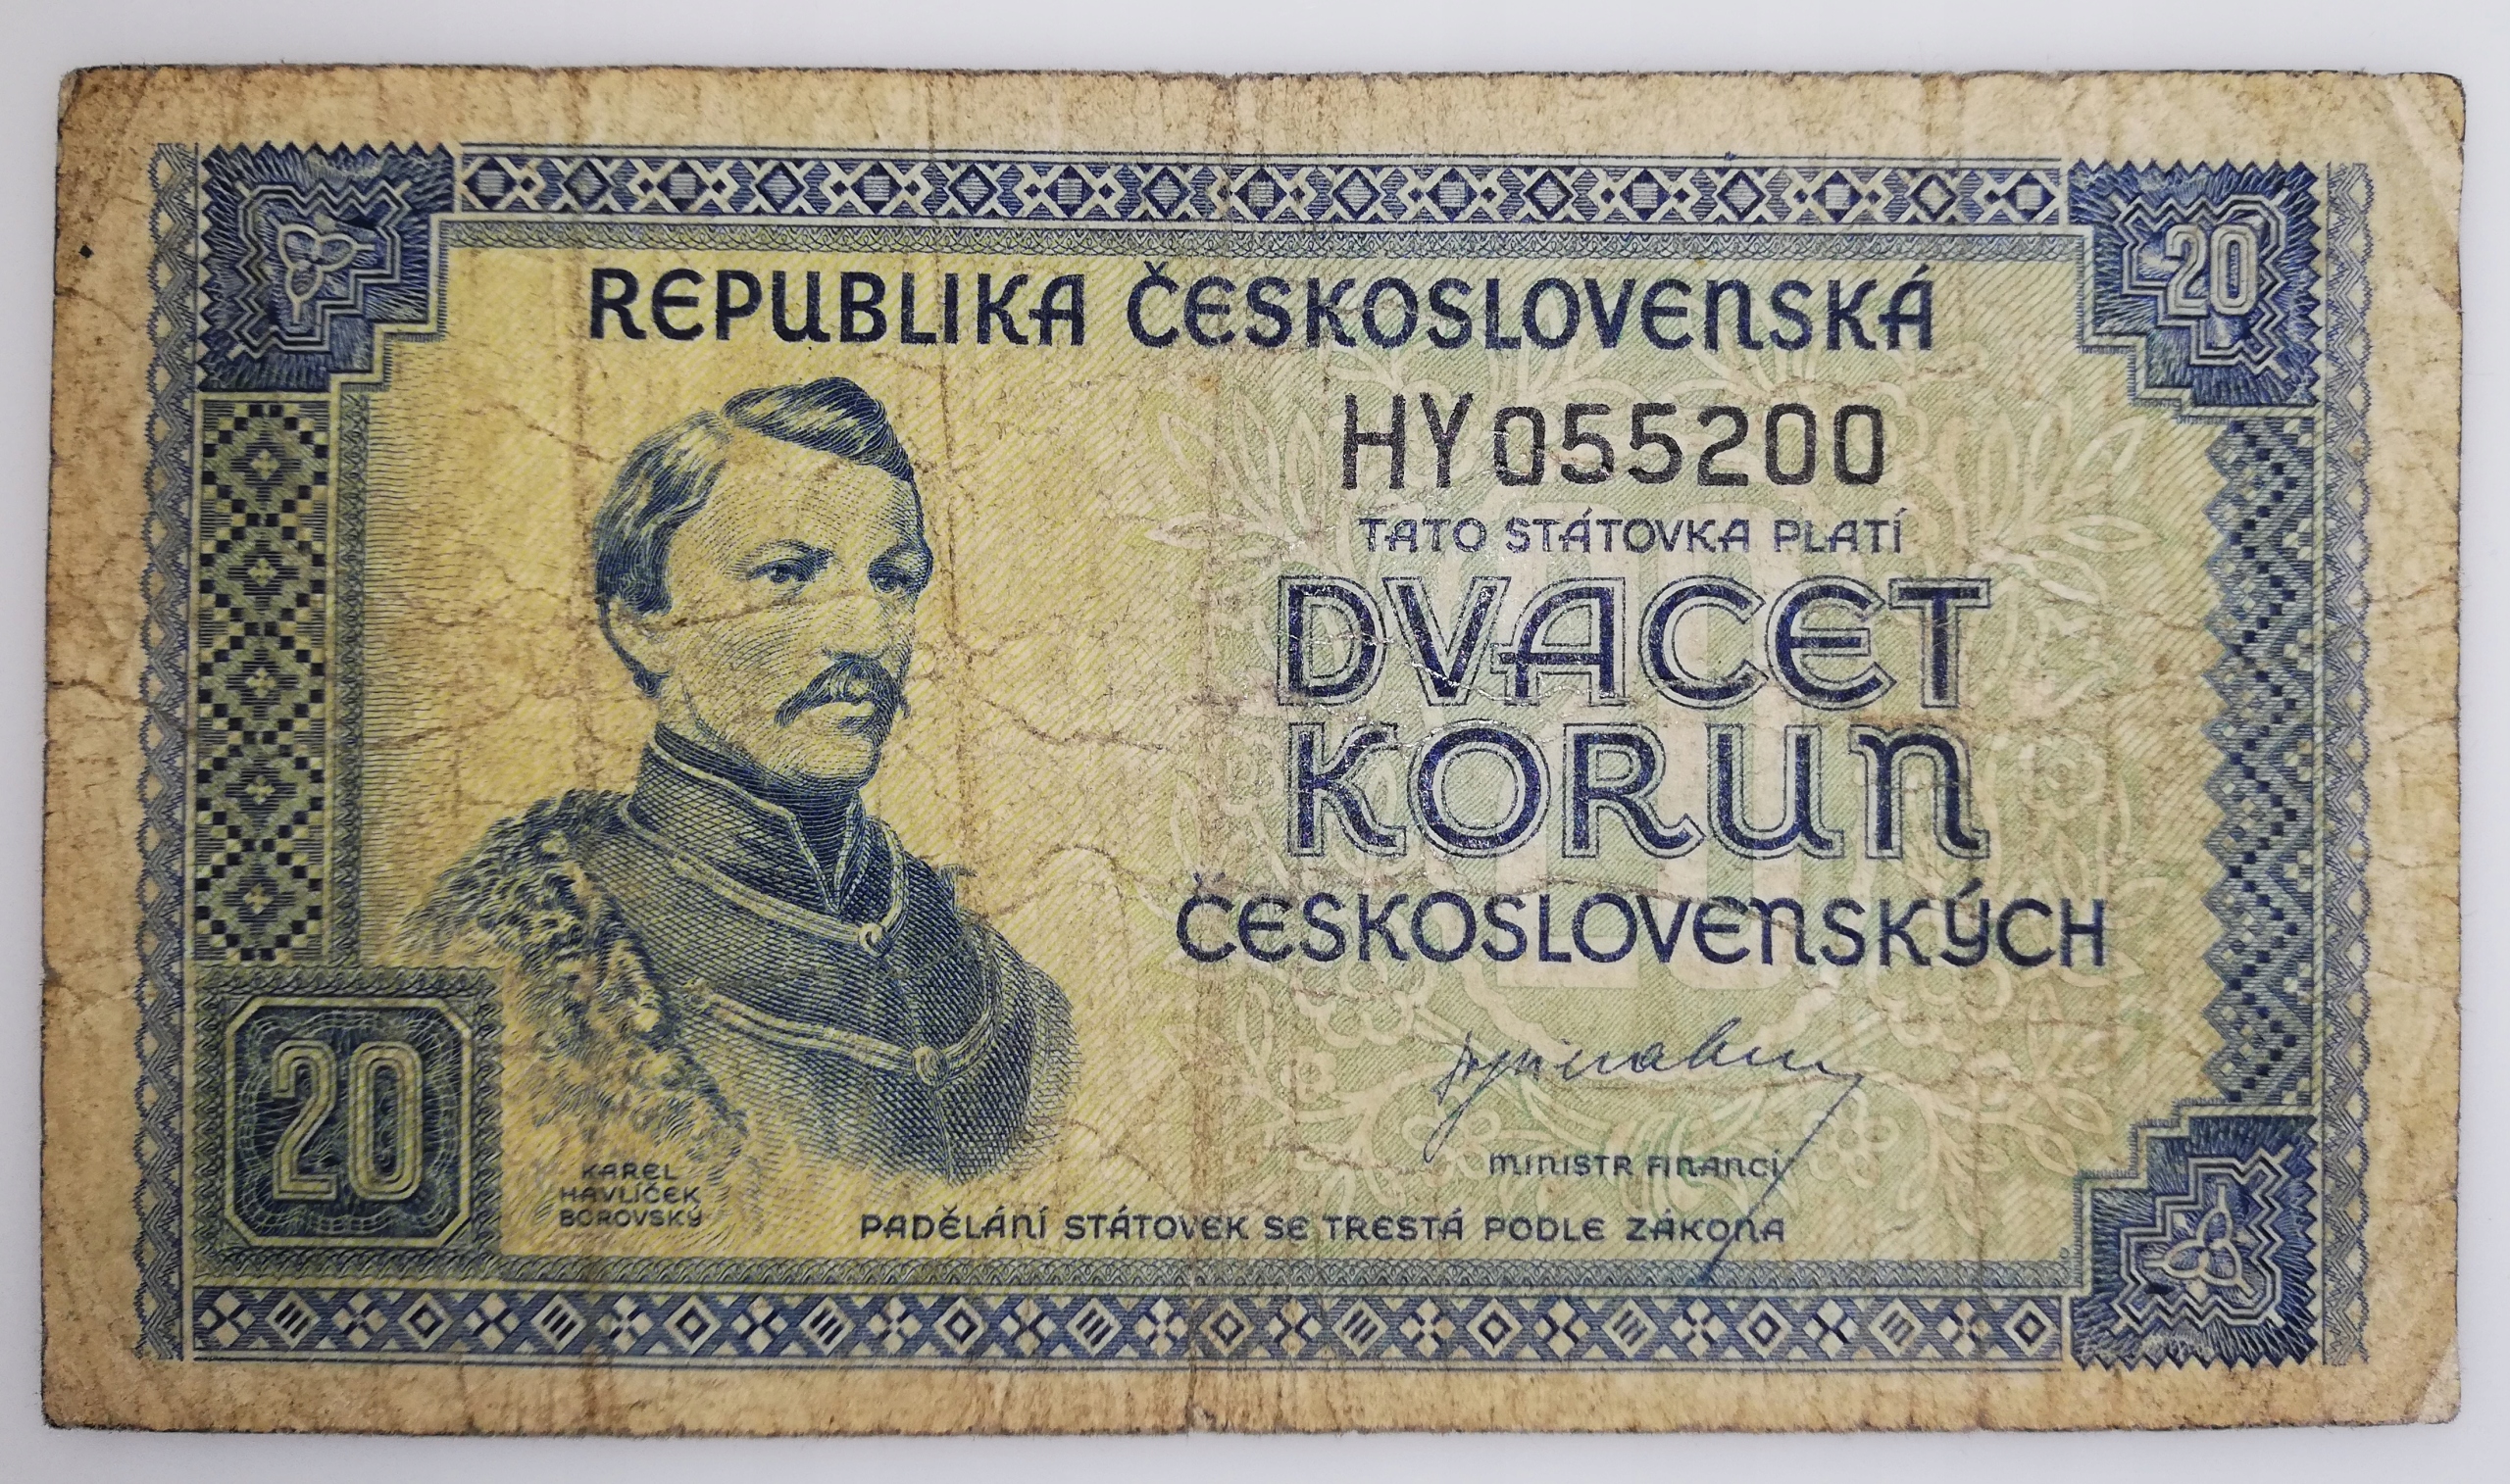 20
REPUBLIKA ČESKOSLOVENSKÁ
HY 055200
TATO STÁTOVKA PLATÍ
DVACET
KORUN
ČESKOSLOVENSKÝCH
MINISTR FINANCÍ
20
KAREL
HAVLÍČEK
BOROVSKÝ
PADĚLÁNÍ STÁTOVEK SE TRESTÁ PODLE ZÁKONA